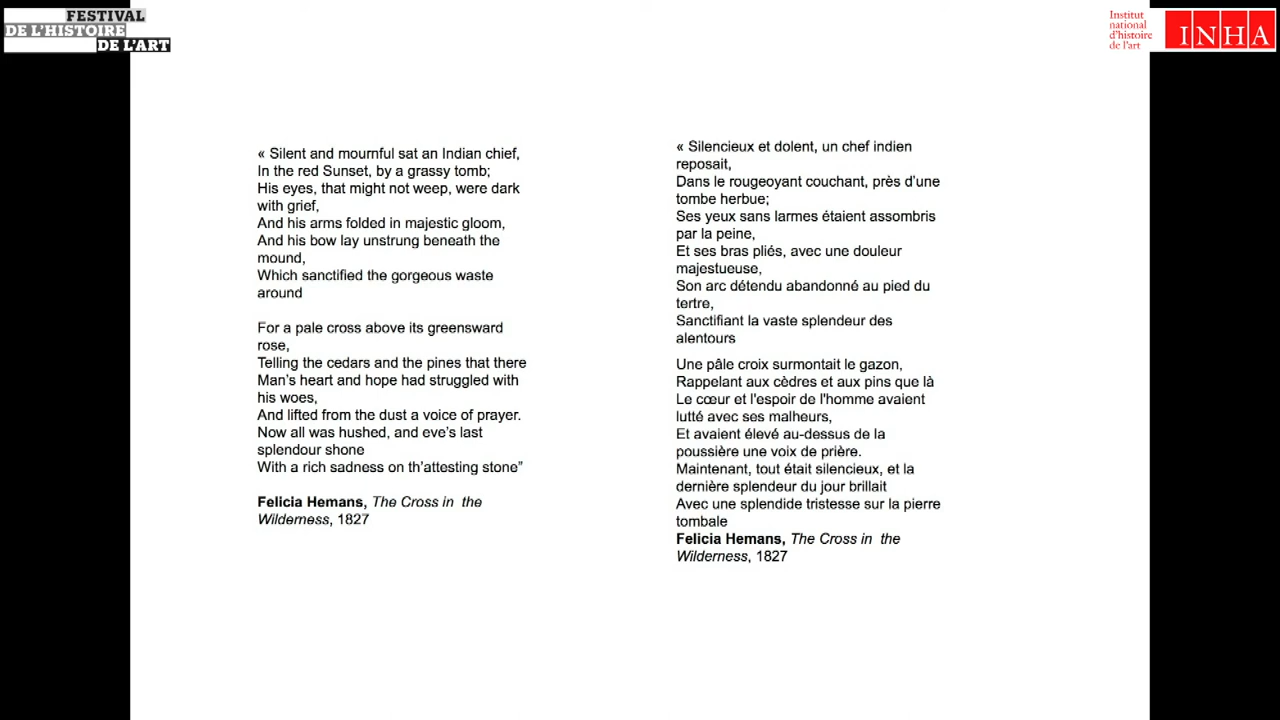 FESTIVAL
DE L'HISTOIRE
DE L'ART
Institut
national
d'histoire
de l'art
INHA
« Silent and mournful sat an Indian chief,
In the red Sunset, by a grassy tomb;
His eyes, that might not weep, were dark
with grief,
And his arms folded in majestic gloom,
And his bow lay unstrung beneath the
mound,
Which sanctified the gorgeous waste
around
For a pale cross above its greensward
rose,
Telling the cedars and the pines that there
Man's heart and hope had struggled with
his woes,
And lifted from the dust a voice of prayer.
Now all was hushed, and eve's last
splendour shone
With a rich sadness on th'attesting stone”
Felicia Hemans, The Cross in the
Wilderness, 1827
« Silencieux et dolent, un chef indien
reposait,
Dans le rougeoyant couchant, près d'une
tombe herbue;
Ses yeux sans larmes étaient assombris
par la peine,
Et ses bras pliés, avec une douleur
majestueuse,
Son arc détendu abandonné au pied du
tertre,
Sanctifiant la vaste splendeur des
alentours
Une pâle croix surmontait le gazon,
Rappelant aux cèdres et aux pins que là
Le cœur et l'espoir de l'homme avaient
lutté avec ses malheurs,
Et avaient élevé au-dessus de la
poussière une voix de prière.
Maintenant, tout était silencieux, et la
dernière splendeur du jour brillait
Avec une splendide tristesse sur la pierre
tombale
Felicia Hemans, The Cross in the
Wilderness, 1827